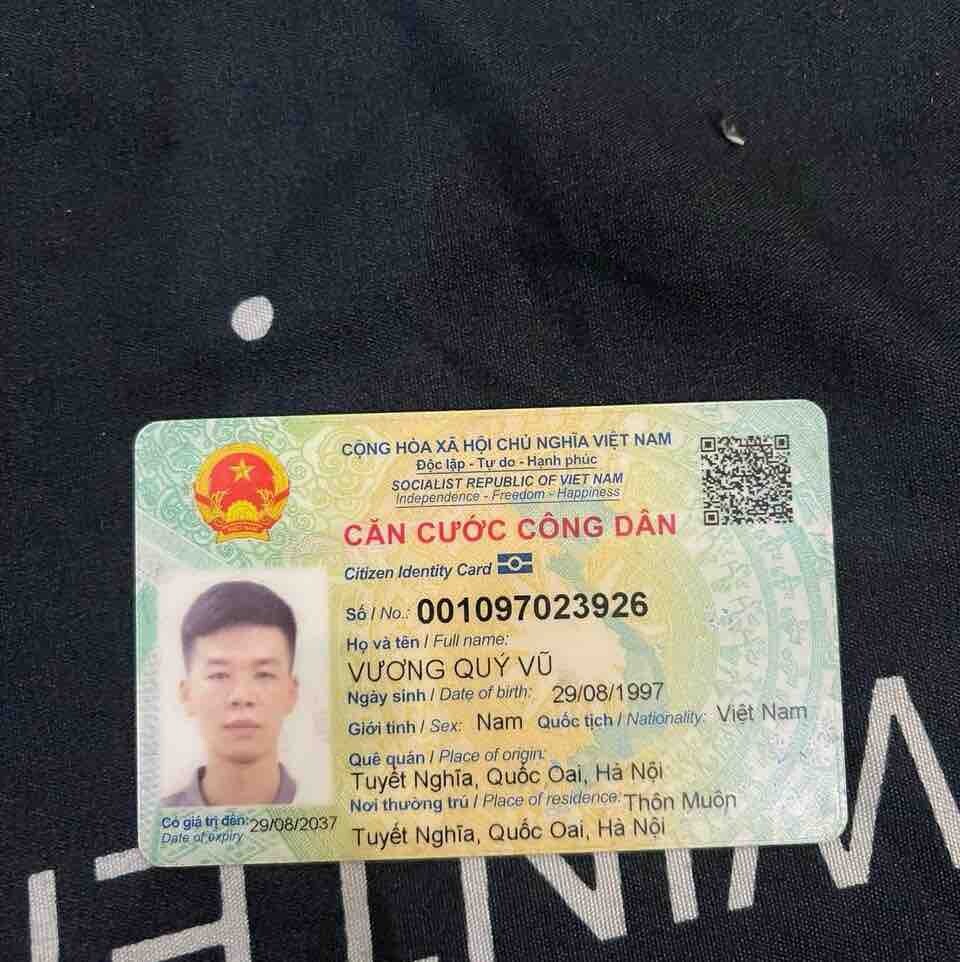 CỘNG HÒA XÃ HỘI CHỦ NGHĨA VIỆT NAM
Độc lập - Tự do - Hạnh phúc
SOCIALIST REPUBLIC OF VIET NAM
Independence - Freedom - Happiness
CĂN CƯỚC CÔNG DÂN
Citizen Identity Card
Số / No.: 001097023926
Họ và tên / Full name:
VƯƠNG QUÝ VŨ
Ngày sinh / Date of birth: 29/08/1997
Giới tính / Sex: Nam Quốc tịch / Nationality: Việt Nam
Quê quán / Place of origin:
Tuyết Nghĩa, Quốc Oai, Hà Nội
Nơi thường trú / Place of residence: Thôn Muôn
Tuyết Nghĩa, Quốc Oai, Hà Nội
Có giá trị đến: 29/08/2037
Date of expiry